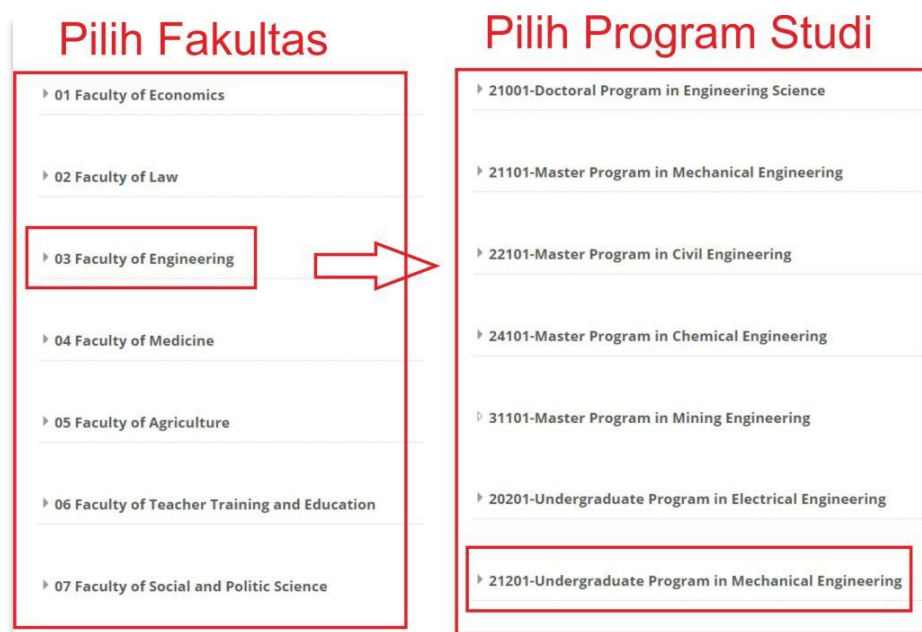 Pilih Fakultas
01 Faculty of Economics
02 Faculty of Law
03 Faculty of Engineering
04 Faculty of Medicine
05 Faculty of Agriculture
06 Faculty of Teacher Training and Education
07 Faculty of Social and Politic Science
Pilih Program Studi
21001-Doctoral Program in Engineering Science
21101-Master Program in Mechanical Engineering
22101-Master Program in Civil Engineering
24101-Master Program in Chemical Engineering
31101-Master Program in Mining Engineering
20201-Undergraduate Program in Electrical Engineering
21201-Undergraduate Program in Mechanical Engineering